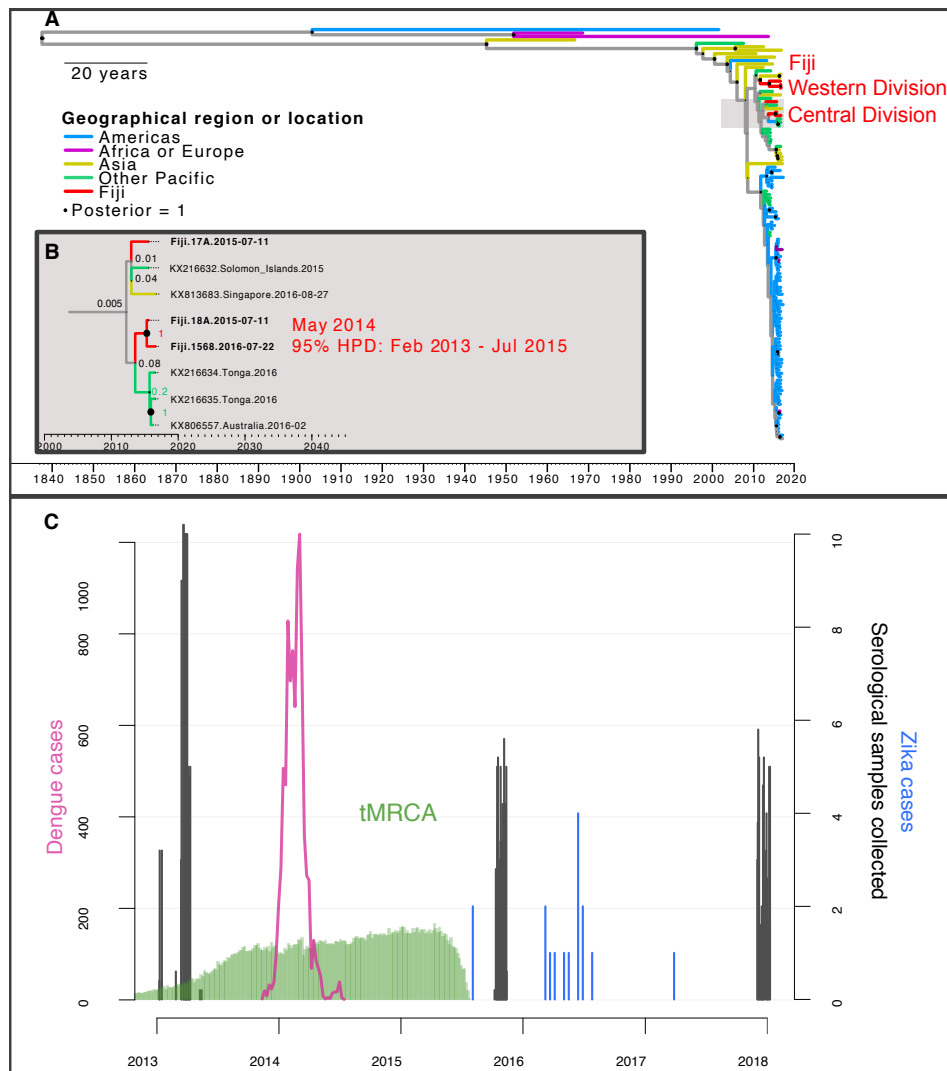 A
20 years
Fiji
Western Division
Central Division
Geographical region or location
Americas
Africa or Europe
Asia
Other Pacific
Fiji
•Posterior = 1
B
Fiji.17A.2015-07-11
0.01
KX216632.Solomon_Islands.2015
0.04
KX813683.Singapore.2016-08-27
0.005
Fiji.18A.2015-07-11
1
May 2014
Fiji.1568.2016-07-22
95% HPD: Feb 2013 - Jul 2015
0.08
KX216634.Tonga.2016
0.2
KX216635.Tonga.2016
1
KX806557.Australia.2016-02
2000 2010 2020 2030 2040
1840 1850 1860 1870 1880 1890 1900 1910 1920 1930 1940 1950 1960 1970 1980 1990 2000 2010 2020
C
Dengue cases
0 200 400 600 800 1000
tMRCA
0 2 4 6 8 10
Serological samples collected
Zika cases
2013 2014 2015 2016 2017 2018